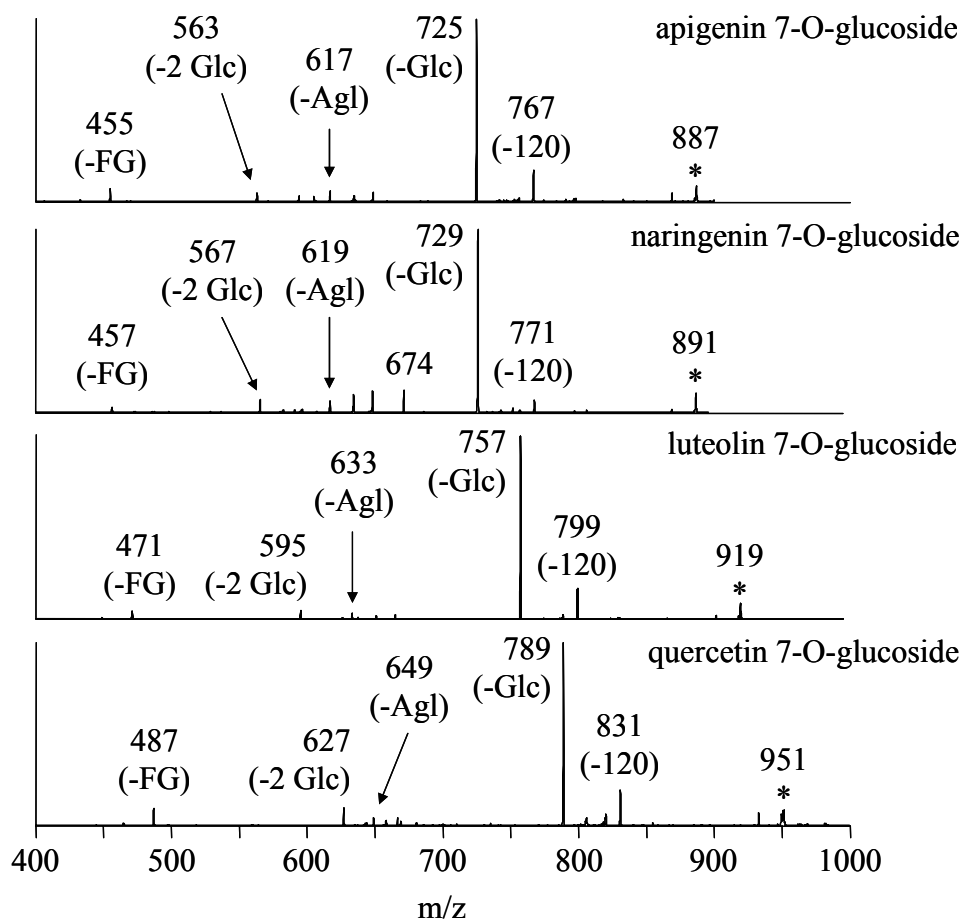 apigenin 7-O-glucoside
563
(-2 Glc)
617
(-Agl)
725
(-Glc)
455
(-FG)
767
(-120)
887
*
naringenin 7-O-glucoside
567
(-2 Glc)
619
(-Agl)
729
(-Glc)
457
(-FG)
674
771
(-120)
891
*
luteolin 7-O-glucoside
757
(-Glc)
633
(-Agl)
471
(-FG)
595
(-2 Glc)
799
(-120)
919
*
quercetin 7-O-glucoside
789
(-Glc)
649
(-Agl)
487
(-FG)
627
(-2 Glc)
831
(-120)
951
*
400 500 600 700 800 900 1000
m/z